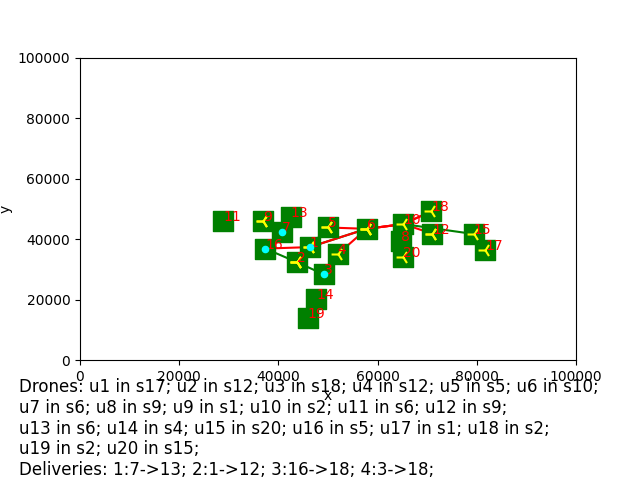 100000
80000
60000
40000
20000
0
y
0 20000 40000 60000 80000 100000
x
11
13
18
15
17
20
14
19
Drones: u1 in s17; u2 in s12; u3 in s18; u4 in s12; u5 in s5; u6 in s10;
u7 in s6; u8 in s9; u9 in s1; u10 in s2; u11 in s6; u12 in s9;
u13 in s6; u14 in s4; u15 in s20; u16 in s5; u17 in s1; u18 in s2;
u19 in s2; u20 in s15;
Deliveries: 1:7->13; 2:1->12; 3:16->18; 4:3->18;